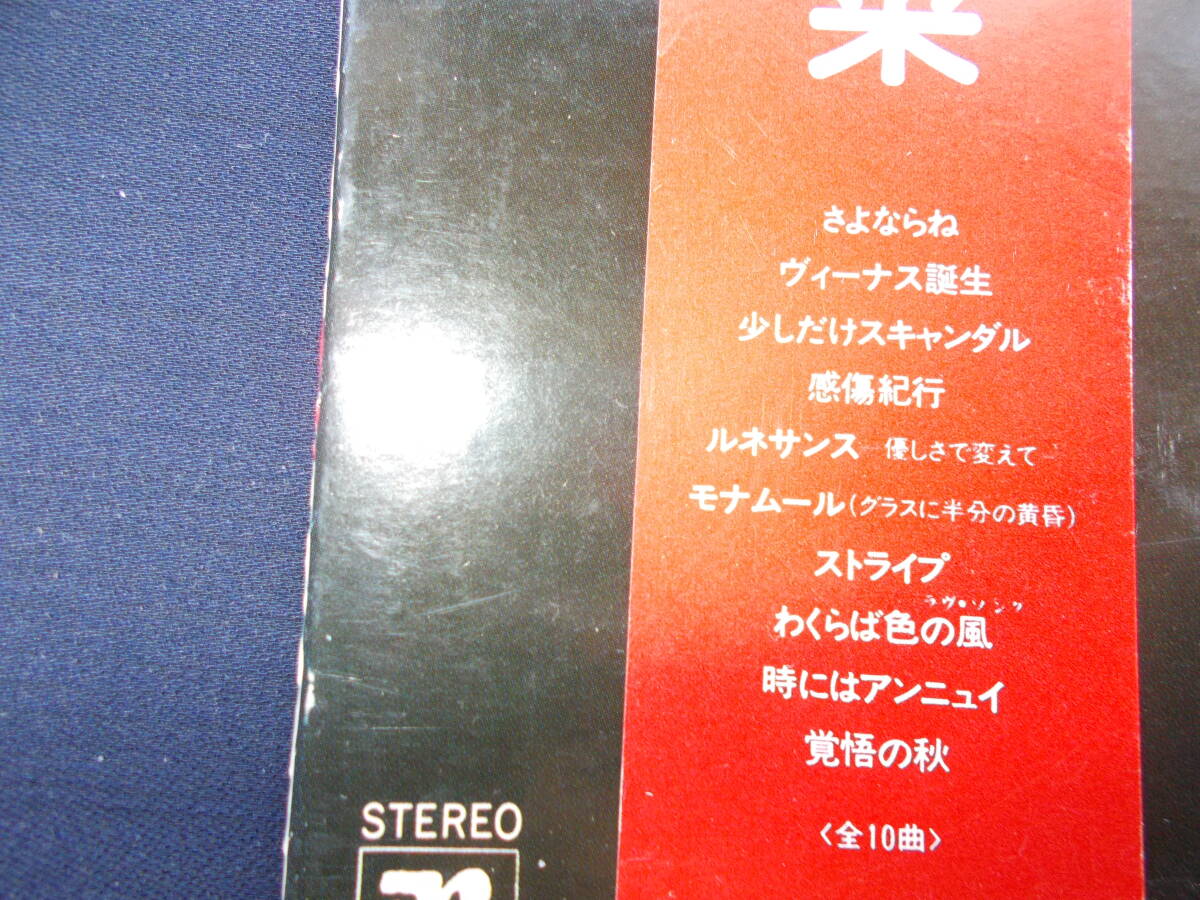 さよならね
ヴィーナス誕生
少しだけスキャンダル
感傷紀行
ルネサンス -優しさで変えて-
モナムール(グラスに半分の黄昏)
ストライプ
ラヴ・ソング
わくらば色の風
時にはアンニュイ
覚悟の秋
〈全10曲〉
STEREO